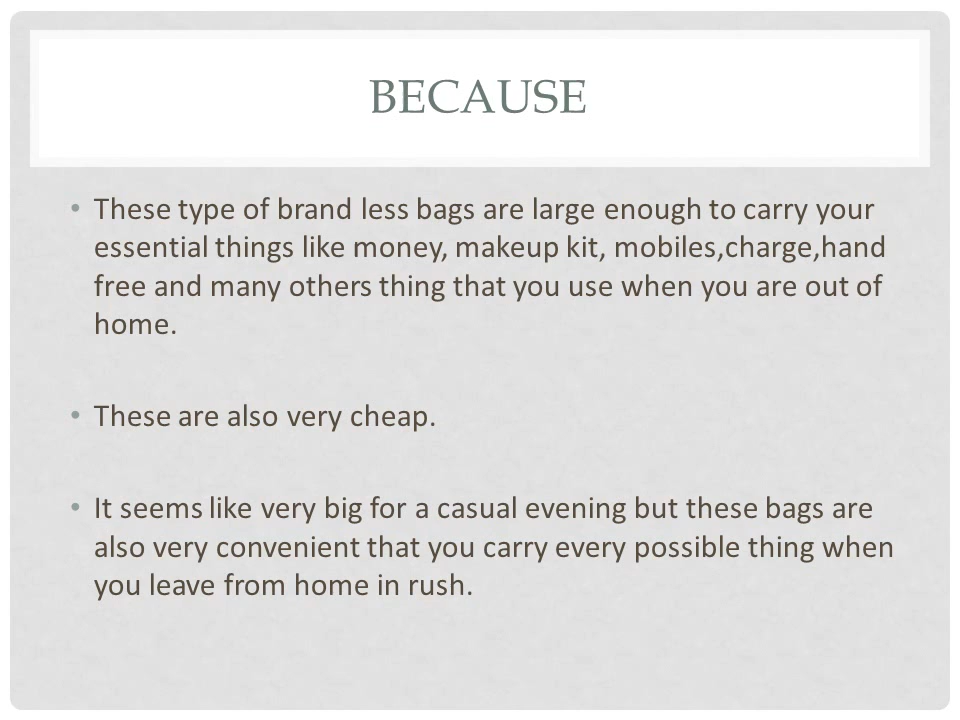 BECAUSE
• These type of brand less bags are large enough to carry your
essential things like money, makeup kit, mobiles,charge,hand
free and many others thing that you use when you are out of
home.
• These are also very cheap.
• It seems like very big for a casual evening but these bags are
also very convenient that you carry every possible thing when
you leave from home in rush.